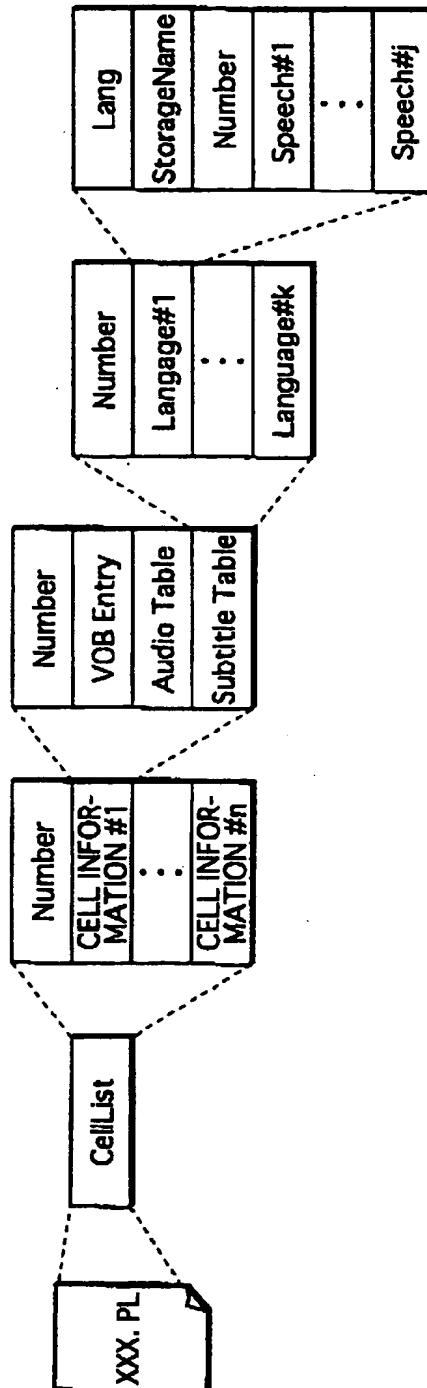 XXX. PL
CellList
Number
CELL INFOR-
MATION #1
CELL INFOR-
MATION #n
Number
VOB Entry
Audio Table
Subtitle Table
Number
Langage#1
Language#k
Lang
StorageName
Number
Speech#1
Speech#j